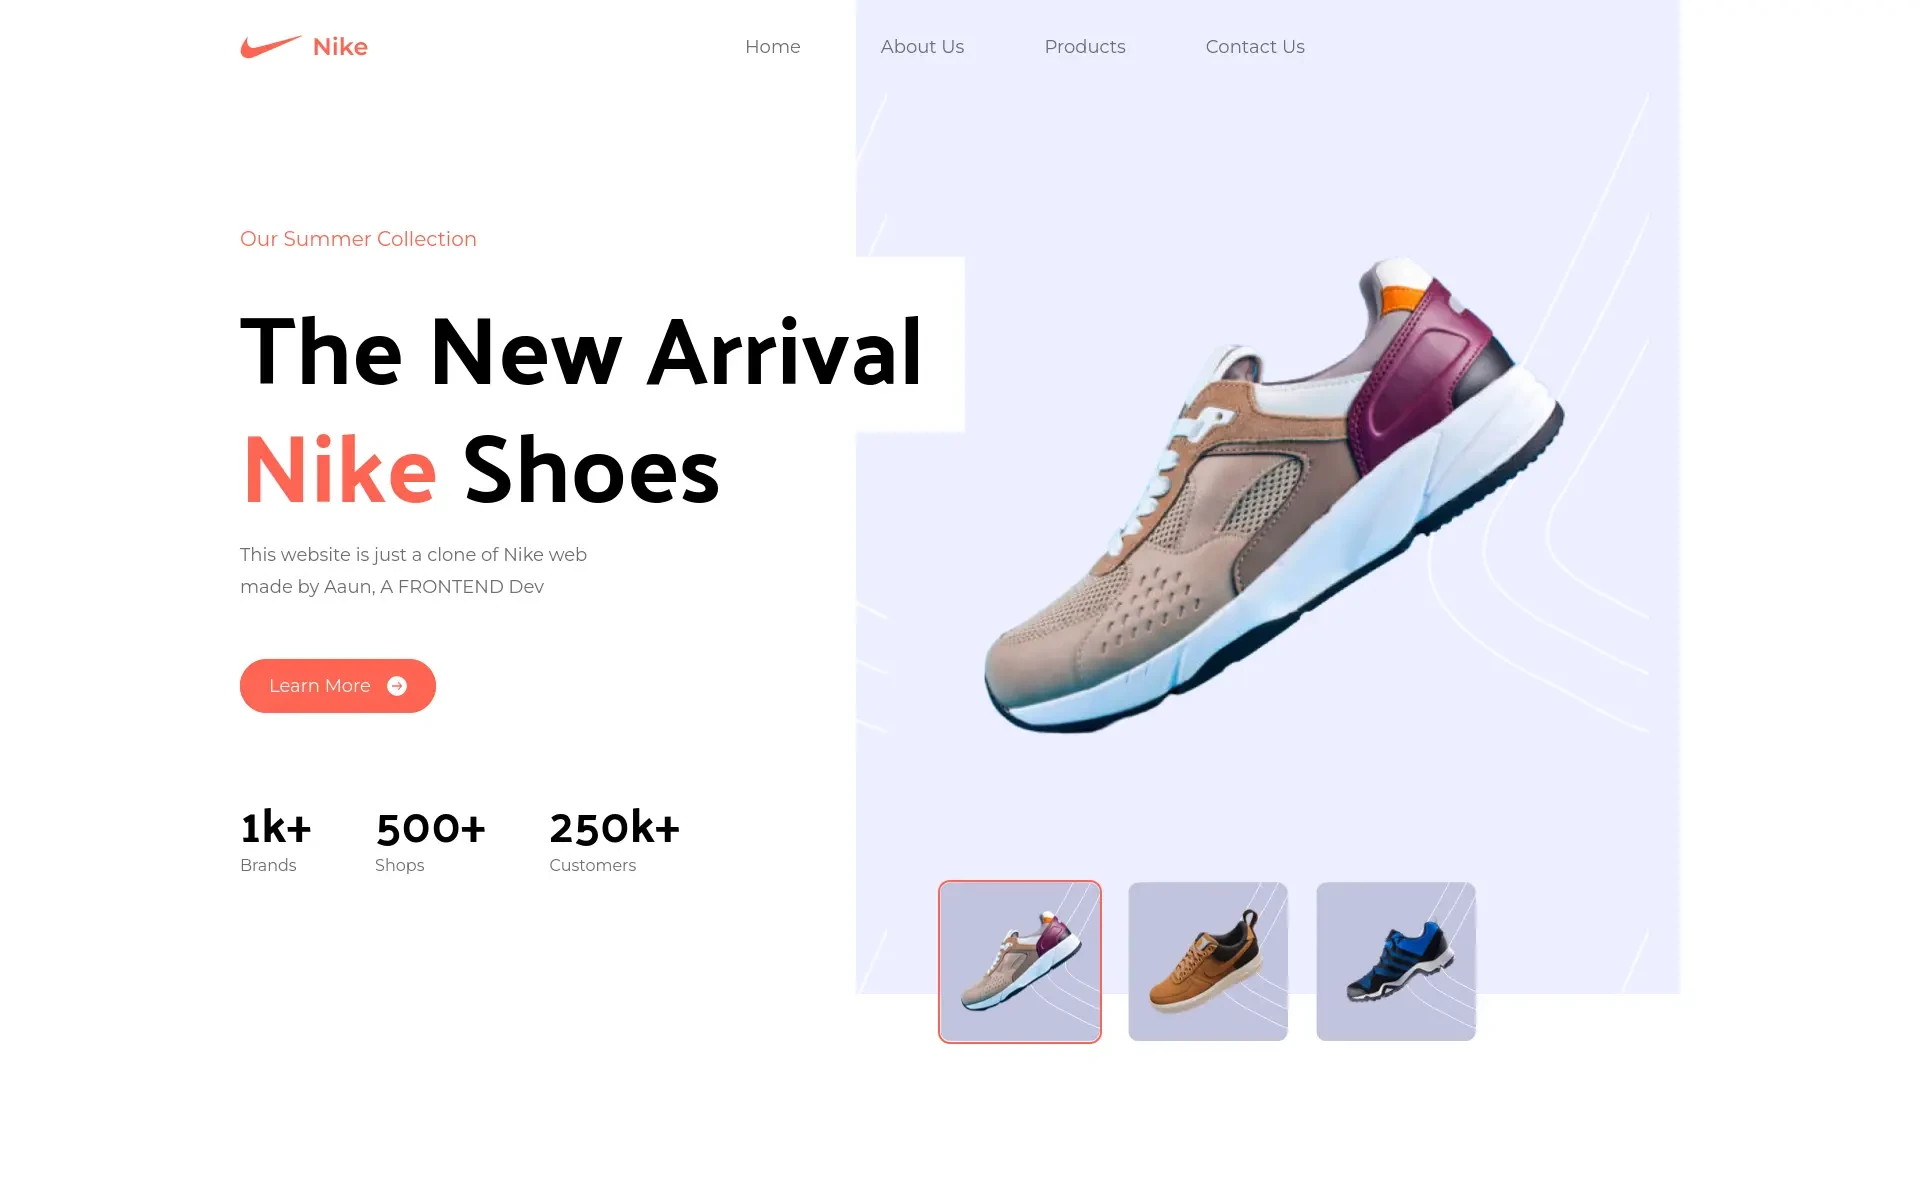 Nike
Home
About Us
Products
Contact Us
Our Summer Collection
The New Arrival
Nike Shoes
This website is just a clone of Nike web
made by Aaun, A FRONTEND Dev
Learn More
1k+
Brands
500+
Shops
250k+
Customers